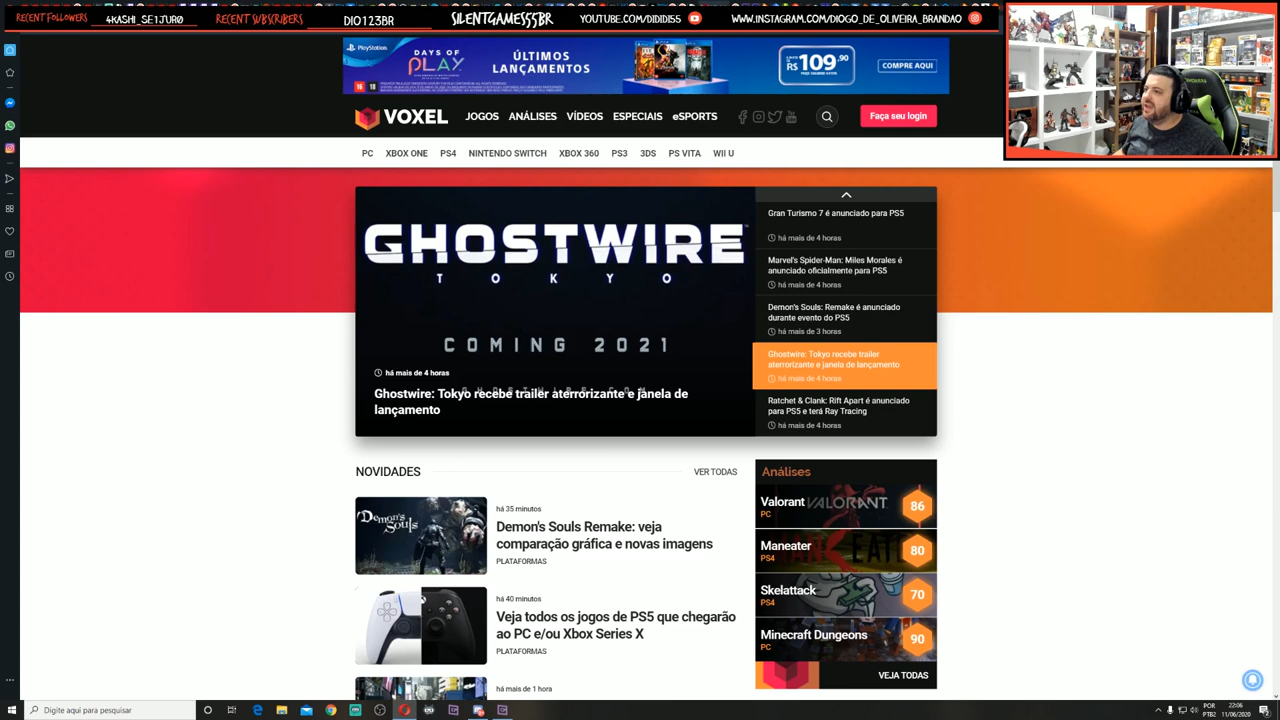 RECENT FOLLOWERS
4KASHI_SE1JUR0
RECENT SUBSCRIBERS
DIO123BR
SILENTGAMES55BR
YOUTUBE.COM/DIDIDI55
WWW.INSTAGRAM.COM/DIOGO_DE_OLIVEIRA_BRANDAO
PlayStation
DAYS OF PLAY
ÚLTIMOS LANÇAMENTOS
R$ 109,90
COMPRE AQUI
16 18
VOXEL
JOGOS ANÁLISES VÍDEOS ESPECIAIS eSPORTS
Faça seu login
PC XBOX ONE PS4 NINTENDO SWITCH XBOX 360 PS3 3DS PS VITA WII U
GHOSTWIRE™
TOKYO
COMING 2021
há mais de 4 horas
Ghostwire: Tokyo recebe trailer aterrorizante e janela de
lançamento
Gran Turismo 7 é anunciado para PS5
há mais de 4 horas
Marvel's Spider-Man: Miles Morales é
anunciado oficialmente para PS5
há mais de 4 horas
Demon's Souls: Remake é anunciado
durante evento do PS5
há mais de 3 horas
Ghostwire: Tokyo recebe trailer
aterrorizante e janela de lançamento
há mais de 4 horas
Ratchet & Clank: Rift Apart é anunciado
para PS5 e terá Ray Tracing
há mais de 4 horas
NOVIDADES
VER TODAS
Demon's Souls
há 35 minutos
Demon's Souls Remake: veja
comparação gráfica e novas imagens
PLATAFORMAS
há 40 minutos
Veja todos os jogos de PS5 que chegarão
ao PC e/ou Xbox Series X
PLATAFORMAS
há mais de 1 hora
Análises
Valorant VALORANT 86
PC
Maneater 80
PS4
Skelattack 70
PS4
Minecraft Dungeons 90
PC
VEJA TODAS
Digite aqui para pesquisar
POR
PTB2
22:06
11/06/2020